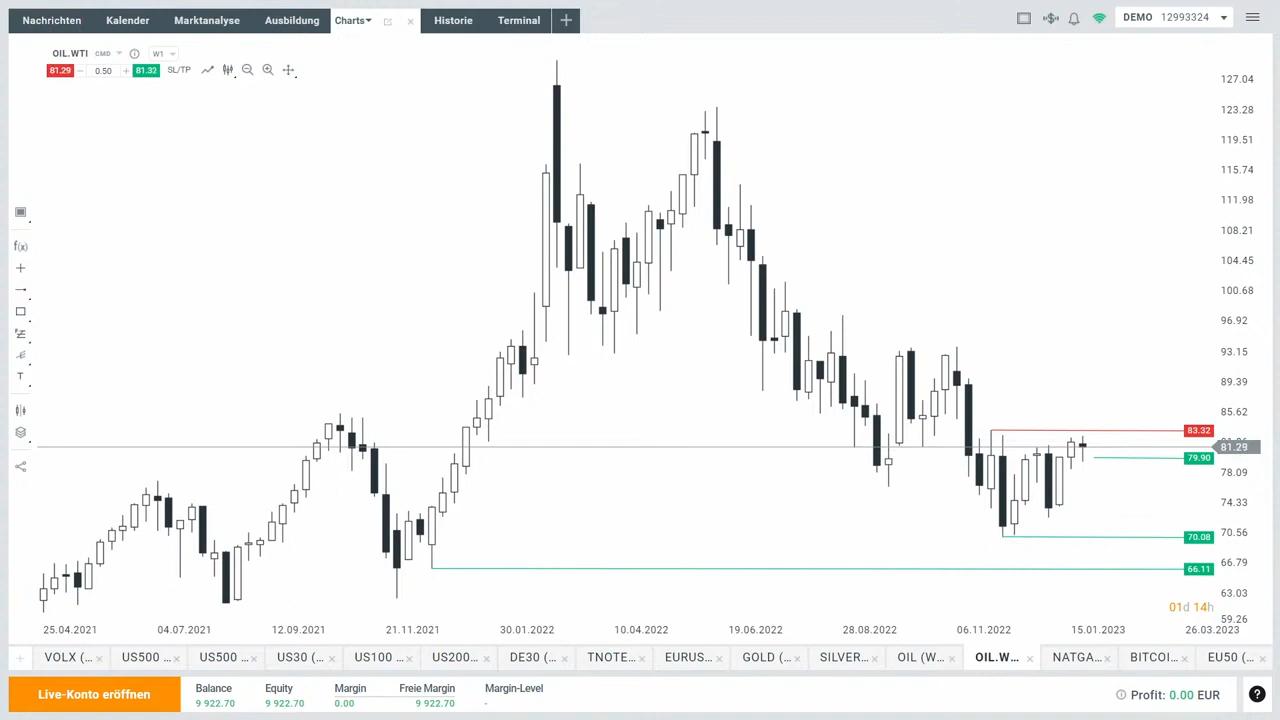 Nachrichten Kalender Marktanalyse Ausbildung Charts Historie Terminal
DEMO 12993324
OIL.WTI CMD W1
81.29 0.50 81.32 SL/TP
127.04
123.28
119.51
115.74
111.98
108.21
104.45
100.68
96.92
93.15
89.39
85.62
83.32
81.29
79.90
78.09
74.33
70.56
70.08
66.79
66.11
63.03
59.26
f(x)
T
01d 14h
25.04.2021 04.07.2021 12.09.2021 21.11.2021 30.01.2022 10.04.2022 19.06.2022 28.08.2022 06.11.2022 15.01.2023 26.03.2023
VOLX (... US500 ... US500 ... US30 (... US100 ... US200... DE30 (... TNOTE... EURUS... GOLD (... SILVER... OIL (W... OIL.W... NATGA... BITCOI... EU50 (...
Live-Konto eröffnen
Balance Equity Margin Freie Margin Margin-Level
9 922.70 9 922.70 0.00 9 922.70 -
Profit: 0.00 EUR
?